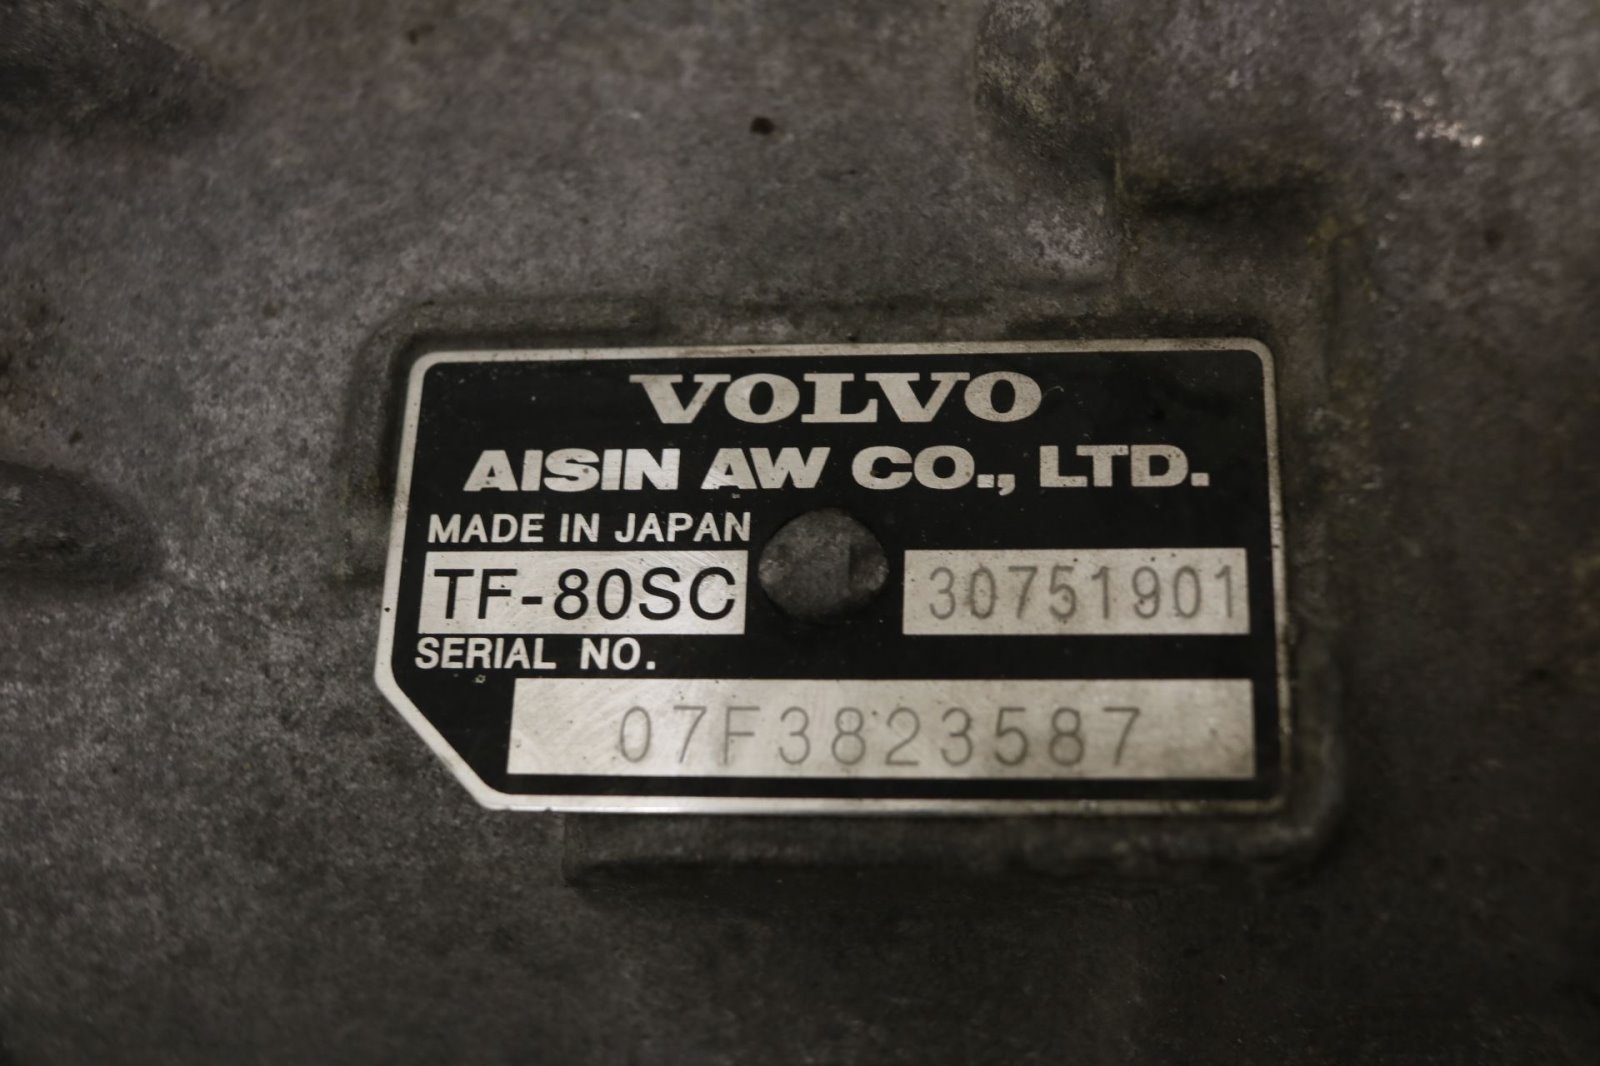 VOLVO
AISIN AW CO., LTD.
MADE IN JAPAN
TF-80SC 30751901
SERIAL NO.
07F3823587